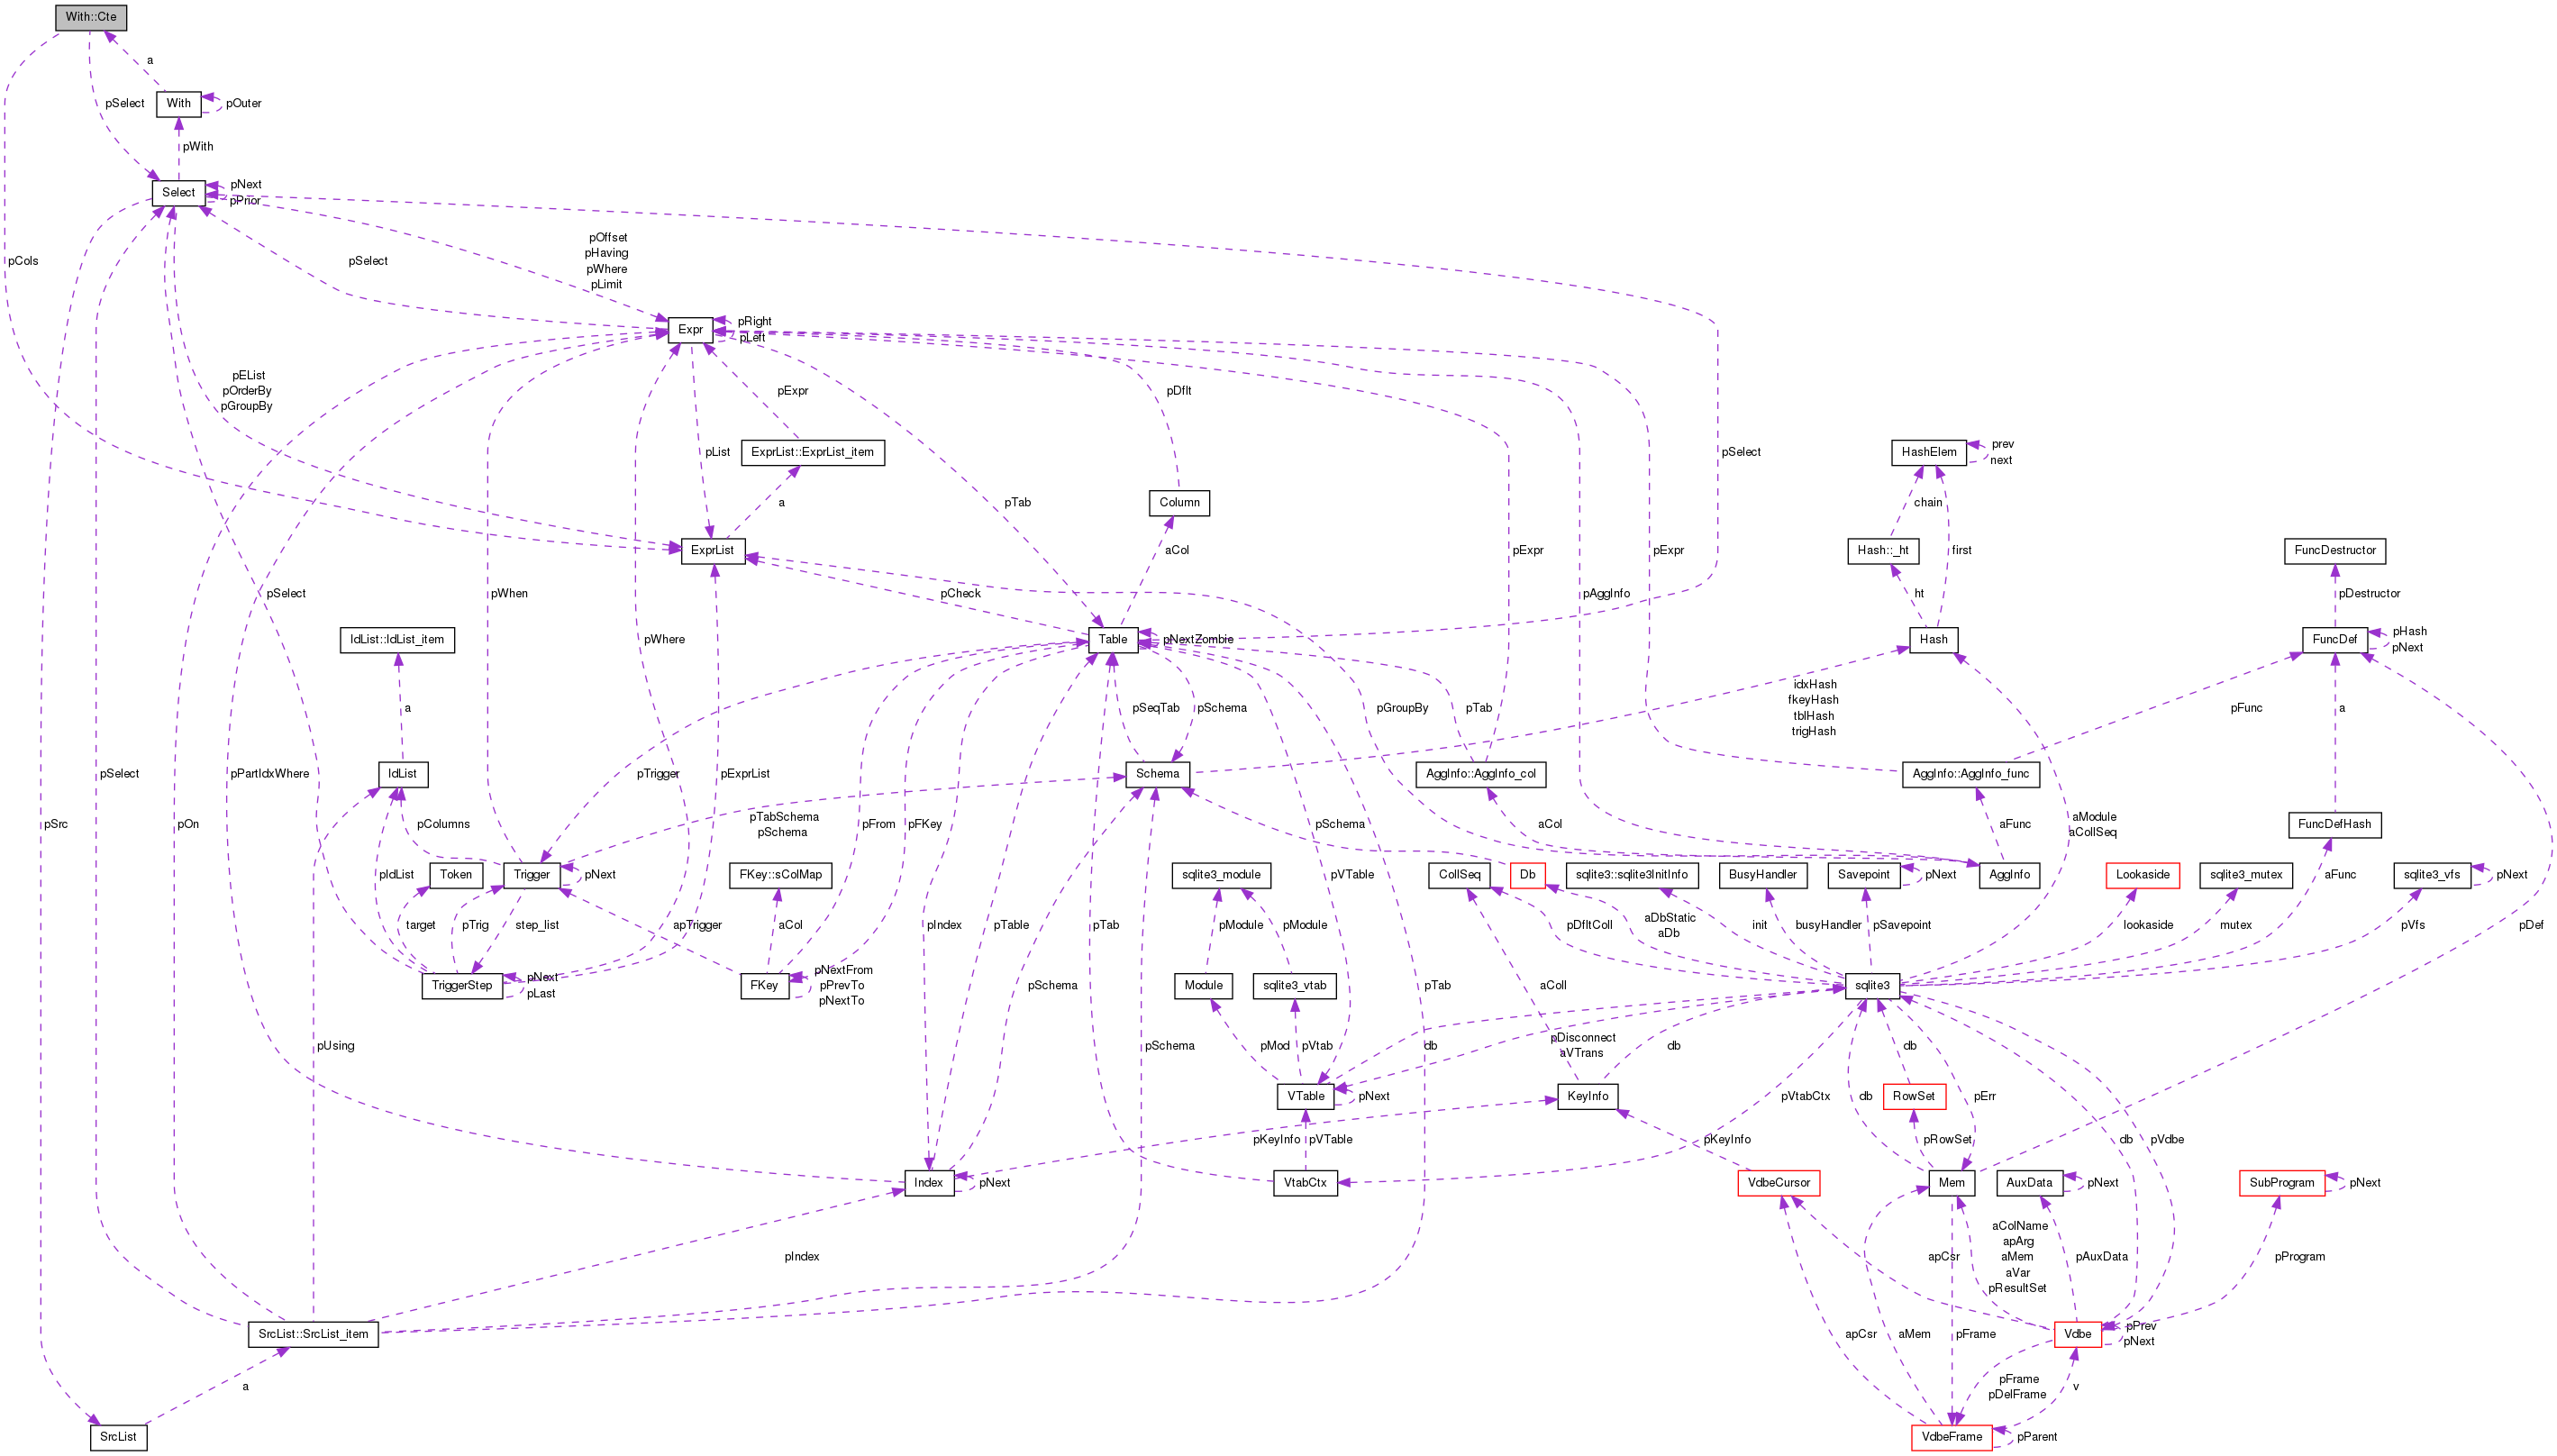 With::Cte
a
pSelect
With
pOuter
pWith
Select
pNext
pPrior
pCols
pSelect
pOffset
pHaving
pWhere
pLimit
Expr
pRight
pLeft
pEList
pOrderBy
pGroupBy
pExpr
pDflt
pList
ExprList::ExprList_item
pTab
a
Column
pSelect
HashElem
prev
next
chain
ExprList
aCol
pExpr
pExpr
Hash::_ht
first
FuncDestructor
pSelect
pWhen
pCheck
pAggInfo
ht
pDestructor
IdList::IdList_item
pWhere
Table
pNextZombie
Hash
FuncDef
pHash
pNext
a
pSeqTab
pSchema
pTab
pGroupBy
idxHash
fkeyHash
tblHash
trigHash
pFunc
a
pSelect
pPartIdxWhere
IdList
pTrigger
pExprList
Schema
AggInfo::AggInfo_col
AggInfo::AggInfo_func
pSrc
pOn
pColumns
pTabSchema
pSchema
pFrom
pFKey
pSchema
aCol
aModule
aCollSeq
aFunc
FuncDefHash
pIdList
Token
Trigger
pNext
FKey::sColMap
pVTable
sqlite3_module
CollSeq
Db
sqlite3::sqlite3InitInfo
BusyHandler
Savepoint
pNext
AggInfo
Lookaside
sqlite3_mutex
aFunc
sqlite3_vfs
pNext
target
pTrig
step_list
apTrigger
aCol
pIndex
pTable
pTab
pModule
pModule
pDfltColl
aDbStatic
aDb
init
busyHandler
pSavepoint
lookaside
mutex
pVfs
pDef
TriggerStep
pNext
pLast
FKey
pNextFrom
pPrevTo
pNextTo
pSchema
Module
sqlite3_vtab
pTab
aColl
sqlite3
pUsing
pSchema
pMod
pVtab
db
pDisconnect
aVTrans
db
db
VTable
pNext
KeyInfo
pVtabCtx
db
RowSet
pErr
pKeyInfo
pVTable
pKeyInfo
pRowSet
db
pVdbe
Index
pNext
VtabCtx
VdbeCursor
Mem
AuxData
pNext
SubProgram
pNext
pIndex
apCsr
aColName
apArg
aMem
aVar
pResultSet
pAuxData
pProgram
SrcList::SrcList_item
apCsr
aMem
pFrame
Vdbe
pPrev
pNext
a
pFrame
pDelFrame
v
SrcList
VdbeFrame
pParent